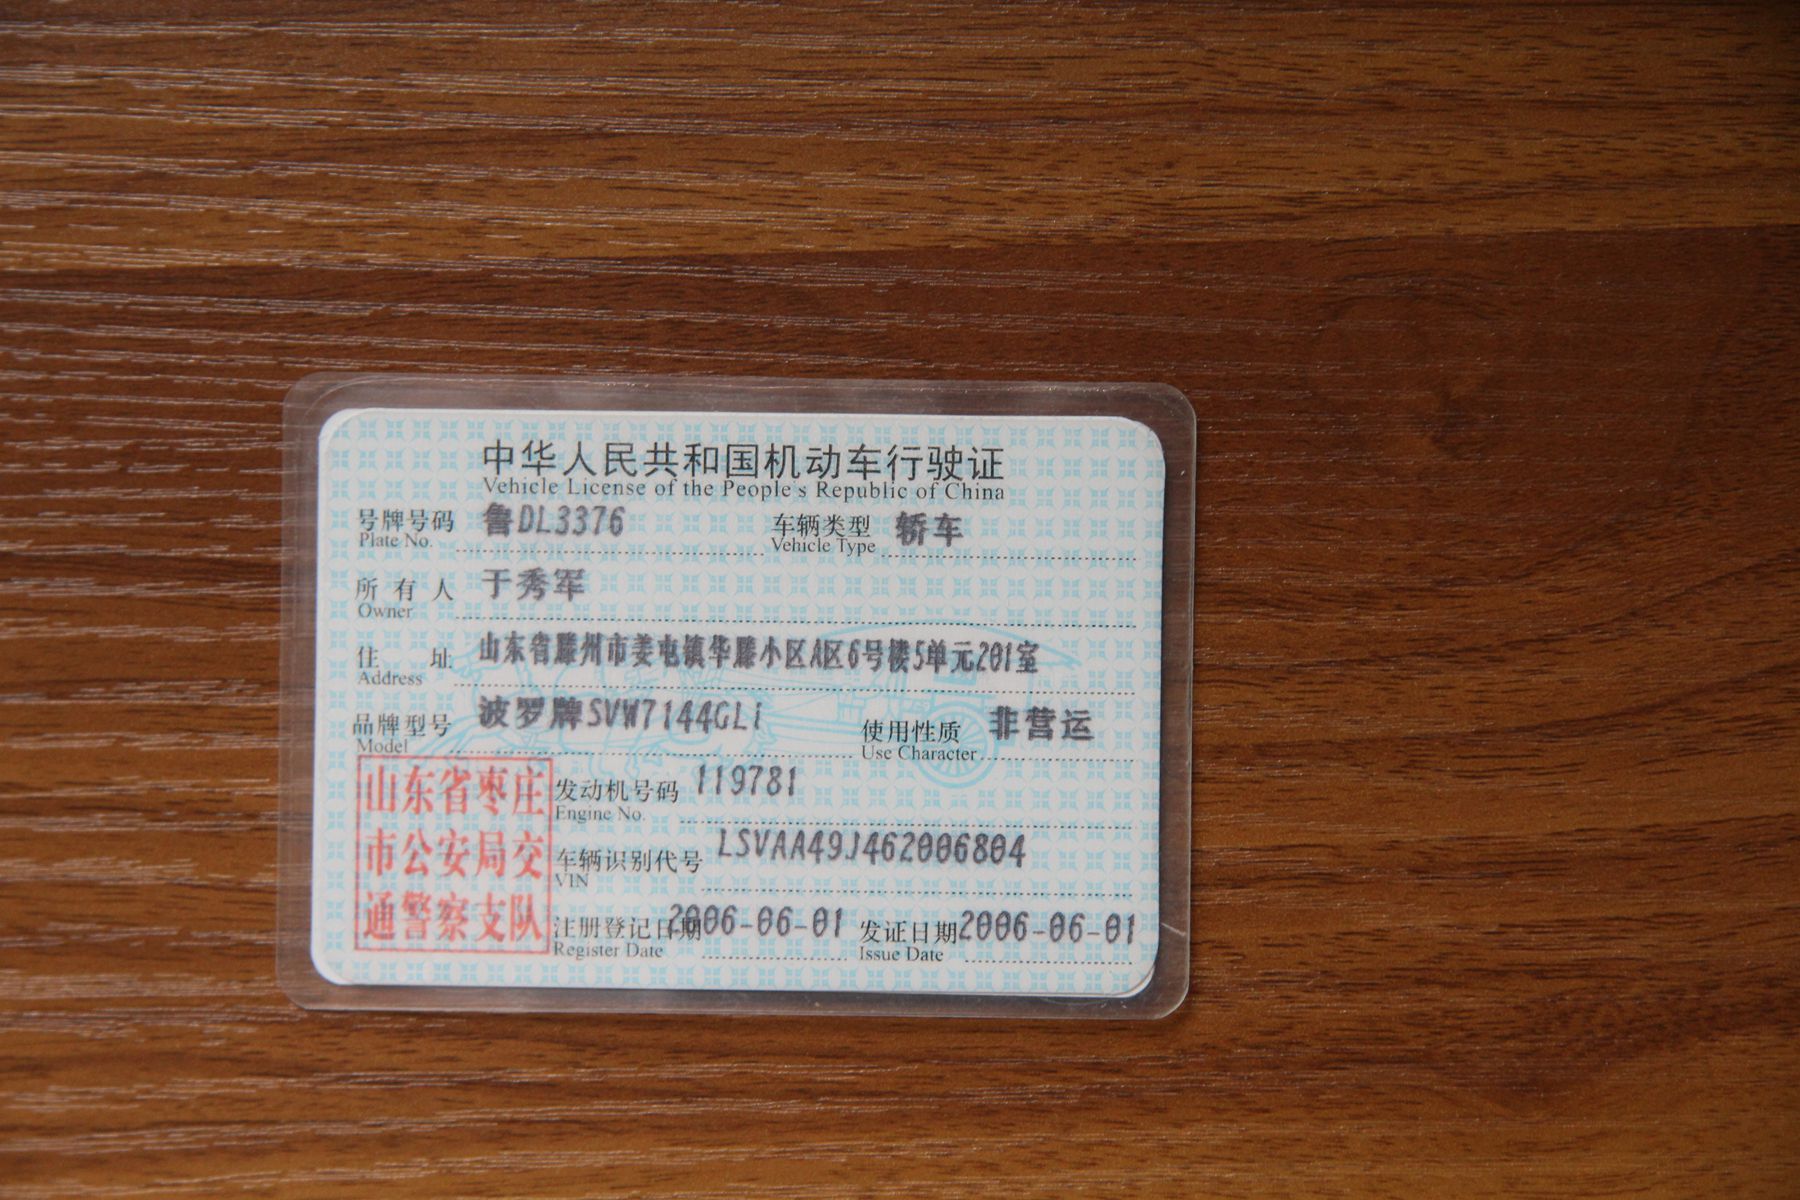 中华人民共和国机动车行驶证
Vehicle License of the People's Republic of China
号牌号码 鲁DL3376 车辆类型 轿车
Plate No. Vehicle Type
所有人 于秀军
Owner
住址 山东省滕州市姜屯镇华滕小区A区6号楼5单元201室
Address
品牌型号 波罗牌SVW7144GLi 使用性质 非营运
Model Use Character
发动机号码 119781
Engine No.
车辆识别代号 LSVAA49J462006804
VIN
注册登记日期 2006-06-01 发证日期 2006-06-01
Register Date Issue Date
山东省枣庄
市公安局交
通警察支队